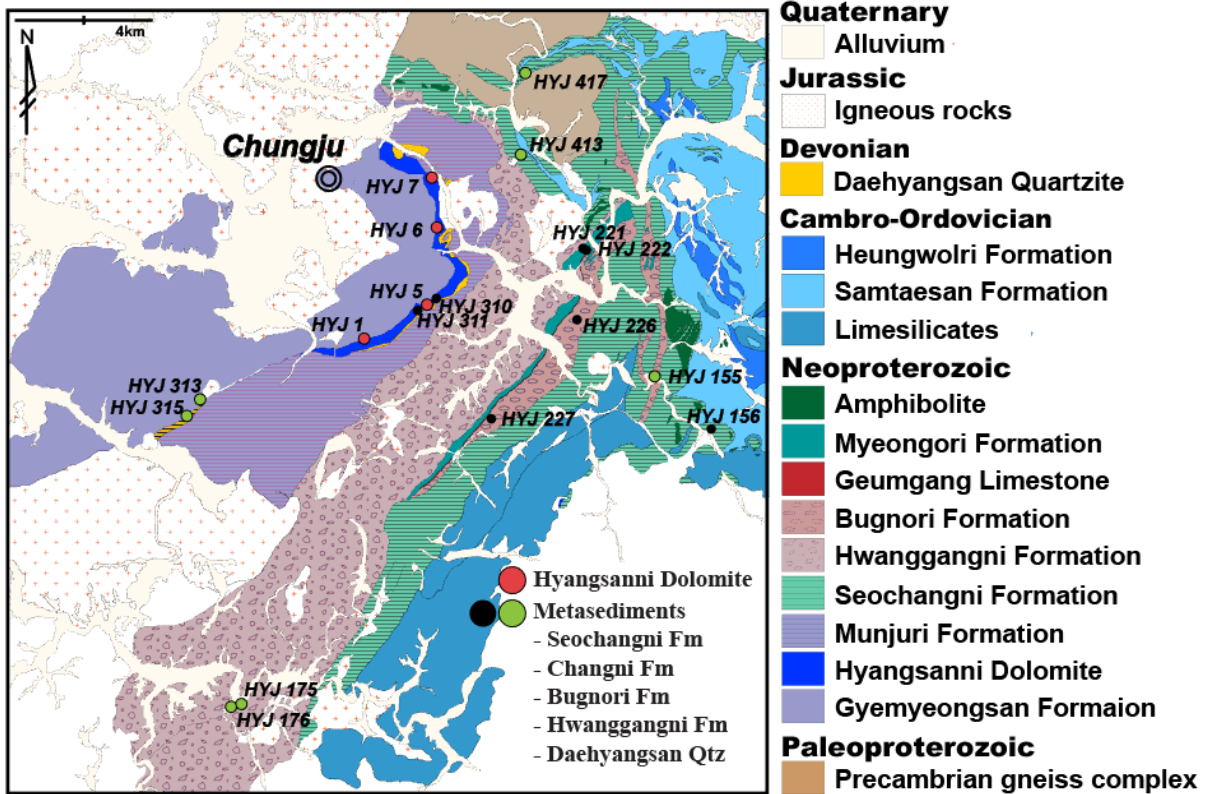 4km
N
Chungju
HYJ 417
HYJ 413
HYJ 7
HYJ 6
HYJ 221
HYJ 222
HYJ 5
HYJ 310
HYJ 311
HYJ 1
HYJ 226
HYJ 313
HYJ 315
HYJ 155
HYJ 227
HYJ 156
HYJ 175
HYJ 176
Hyangsanni Dolomite
Metasediments
- Seochangni Fm
- Changni Fm
- Bugnori Fm
- Hwanggangni Fm
- Daehyangsan Qtz
Quaternary
Alluvium
Jurassic
Igneous rocks
Devonian
Daehyangsan Quartzite
Cambro-Ordovician
Heungwolri Formation
Samtaesan Formation
Limesilicates
Neoproterozoic
Amphibolite
Myeongori Formation
Geumgang Limestone
Bugnori Formation
Hwanggangni Formation
Seochangni Formation
Munjuri Formation
Hyangsanni Dolomite
Gyemyeongsan Formaion
Paleoproterozoic
Precambrian gneiss complex